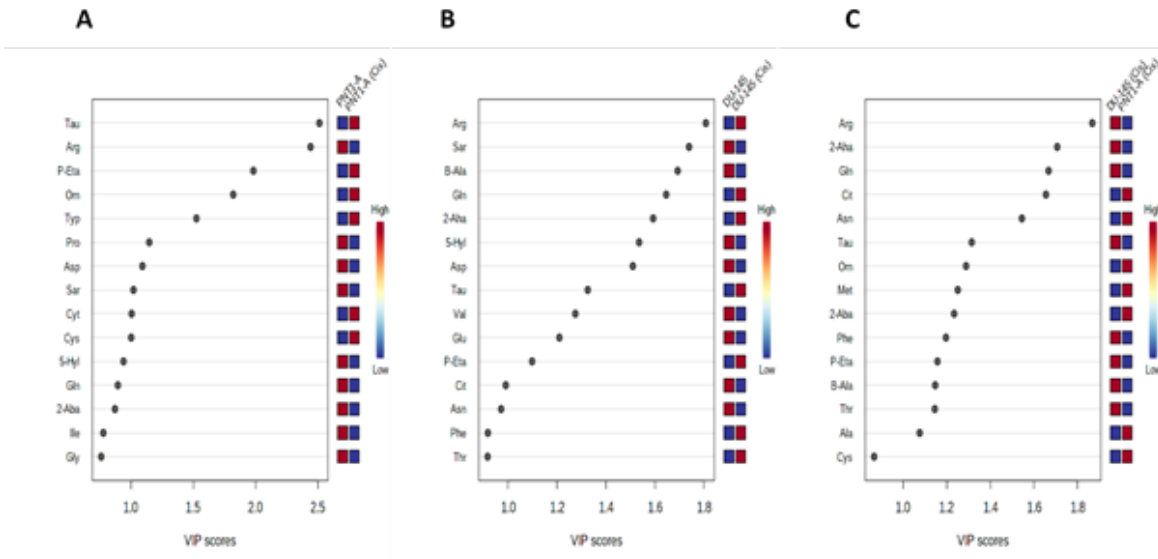 A
B
C
PNT1-A
PNT1-A (Cis)
Tau
Arg
P-Eta
Orn
Typ
Pro
Asp
Sar
Cyt
Cys
5-Hyl
Gln
2-Aba
Ile
Gly
High
Low
1.0 1.5 2.0 2.5
VIP scores
DU-145
DU-145 (Cis)
Arg
Sar
B-Ala
Gln
2-Aha
5-Hyl
Asp
Tau
Val
Glu
P-Eta
Cit
Asn
Phe
Thr
High
Low
1.0 1.2 1.4 1.6 1.8
VIP scores
DU-145 (Cis)
PNT1-A (Cis)
Arg
2-Aha
Gln
Cit
Asn
Tau
Orn
Met
2-Aba
Phe
P-Eta
B-Ala
Thr
Ala
Cys
High
Low
1.0 1.2 1.4 1.6 1.8
VIP scores